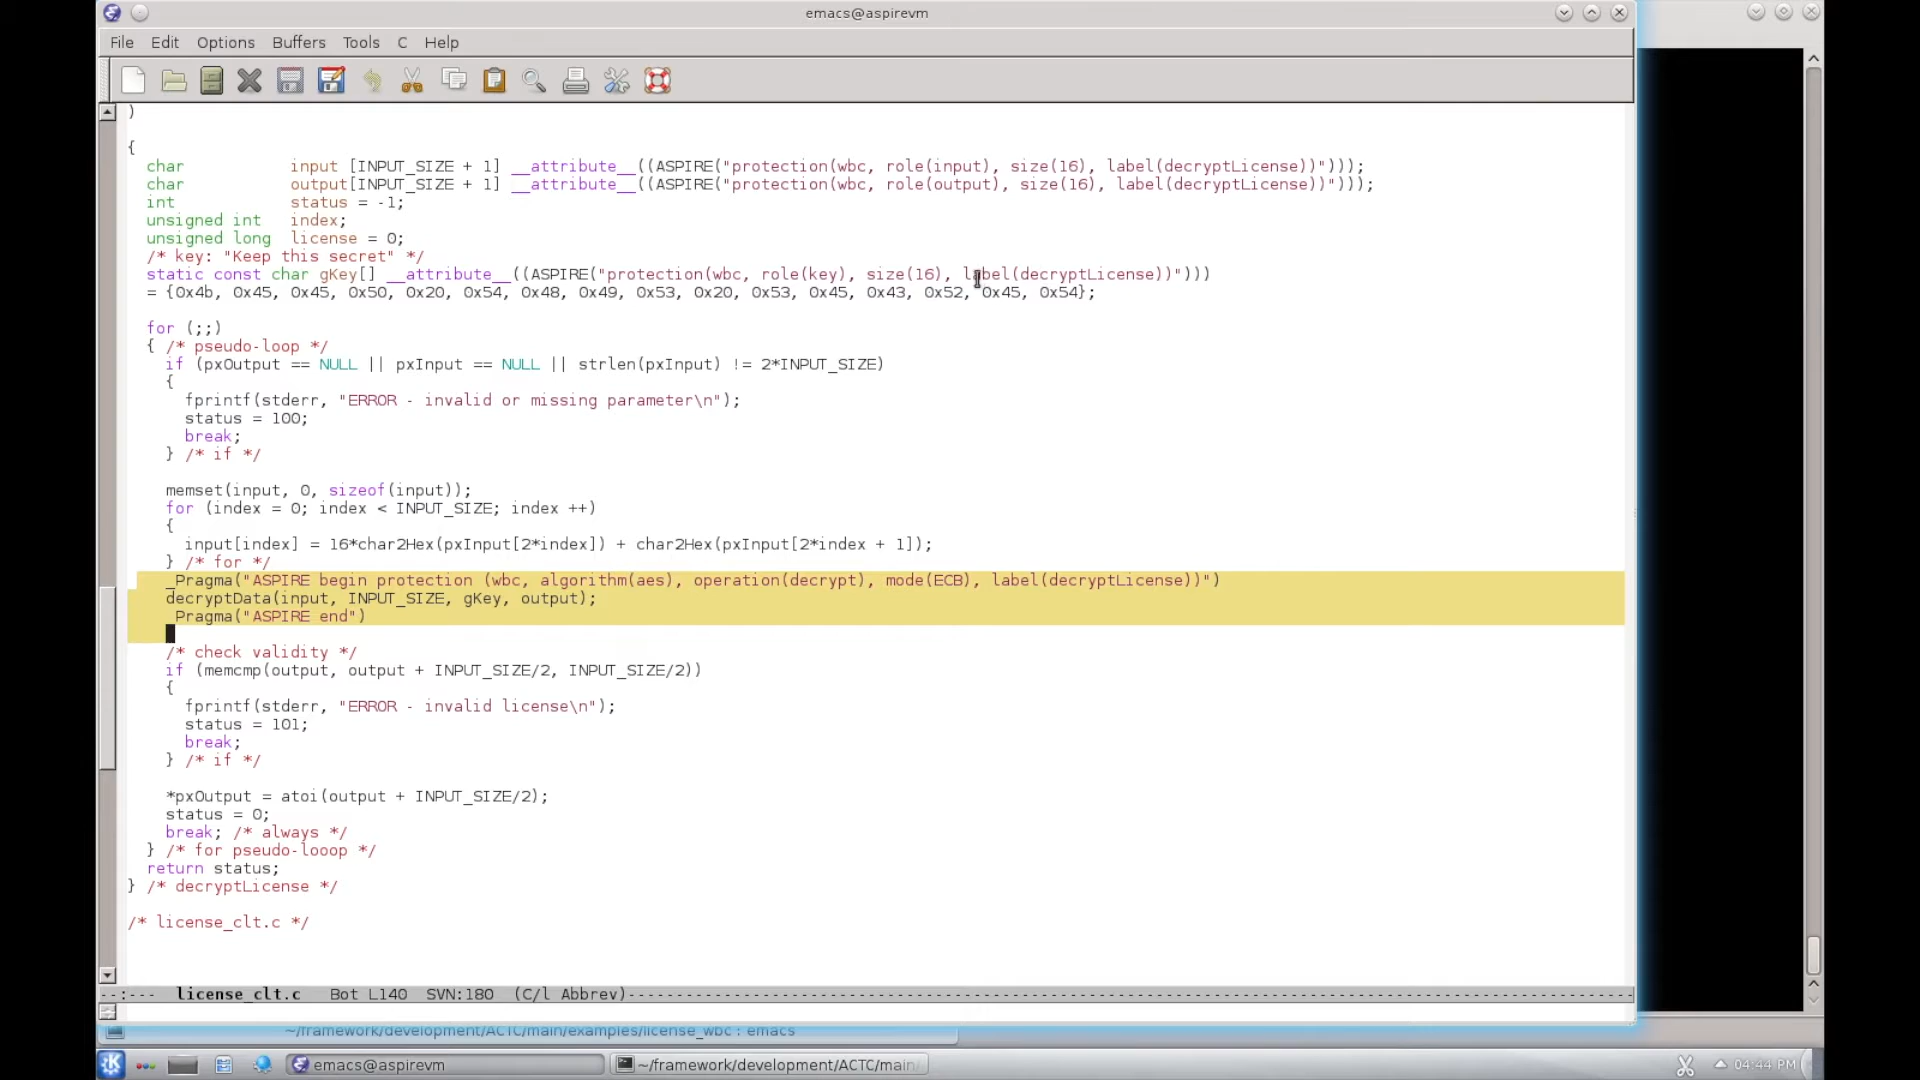 emacs@aspirevm
File Edit Options Buffers Tools C Help
)
{
char input [INPUT_SIZE + 1] __attribute__((ASPIRE("protection(wbc, role(input), size(16), label(decryptLicense))")));
char output[INPUT_SIZE + 1] __attribute__((ASPIRE("protection(wbc, role(output), size(16), label(decryptLicense))")));
int status = -1;
unsigned int index;
unsigned long license = 0;
/* key: "Keep this secret" */
static const char gKey[] __attribute__((ASPIRE("protection(wbc, role(key), size(16), label(decryptLicense))")))
= {0x4b, 0x45, 0x45, 0x50, 0x20, 0x54, 0x48, 0x49, 0x53, 0x20, 0x53, 0x45, 0x43, 0x52, 0x45, 0x54};
for (;;)
{ /* pseudo-loop */
if (pxOutput == NULL || pxInput == NULL || strlen(pxInput) != 2*INPUT_SIZE)
{
fprintf(stderr, "ERROR - invalid or missing parameter\n");
status = 100;
break;
} /* if */
memset(input, 0, sizeof(input));
for (index = 0; index < INPUT_SIZE; index ++)
{
input[index] = 16*char2Hex(pxInput[2*index]) + char2Hex(pxInput[2*index + 1]);
} /* for */
_Pragma("ASPIRE begin protection (wbc, algorithm(aes), operation(decrypt), mode(ECB), label(decryptLicense))")
decryptData(input, INPUT_SIZE, gKey, output);
_Pragma("ASPIRE end")
/* check validity */
if (memcmp(output, output + INPUT_SIZE/2, INPUT_SIZE/2))
{
fprintf(stderr, "ERROR - invalid license\n");
status = 101;
break;
} /* if */
*pxOutput = atoi(output + INPUT_SIZE/2);
status = 0;
break; /* always */
} /* for pseudo-looop */
return status;
} /* decryptLicense */
/* license_clt.c */
--:--- license_clt.c Bot L140 SVN:180 (C/l Abbrev)
~/framework/development/ACTC/main/examples/license_wbc : emacs
emacs@aspirevm ~/framework/development/ACTC/main/ 04:44 PM